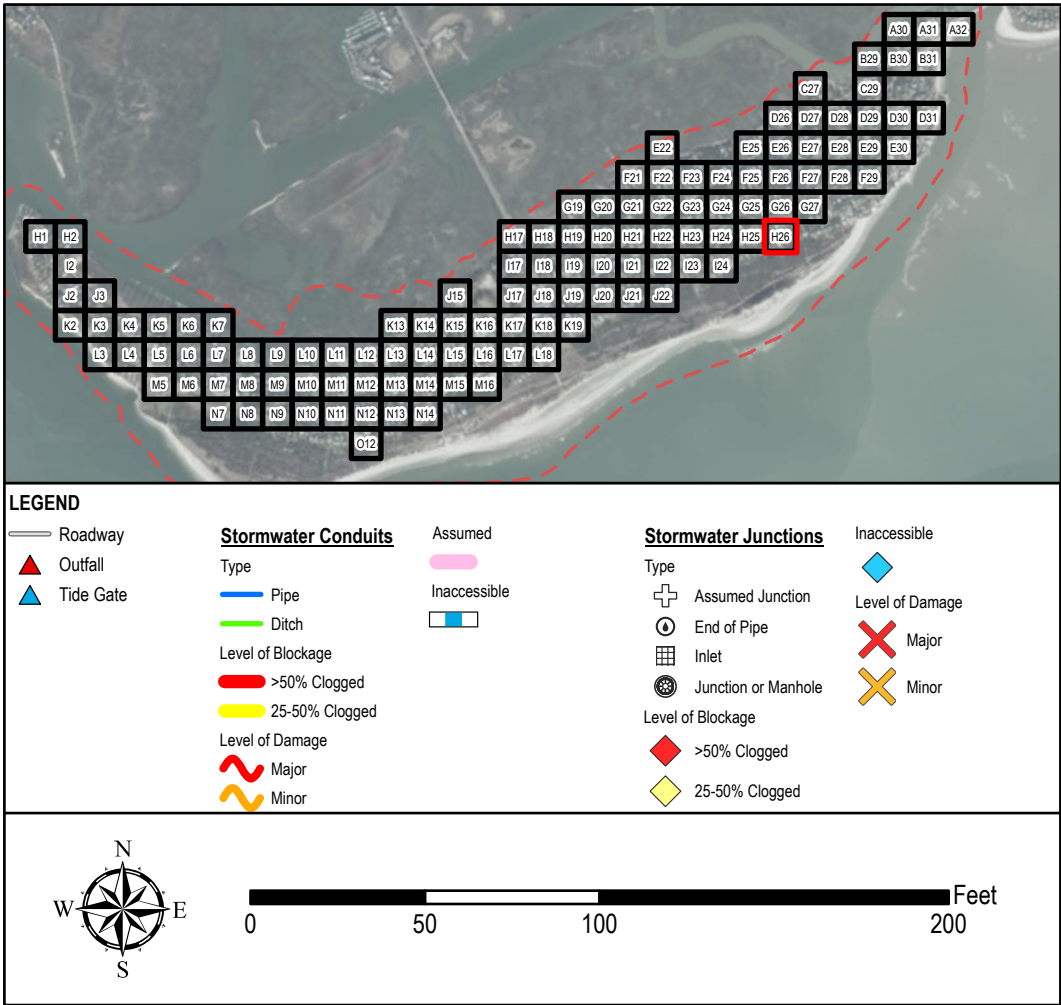 A30 A31 A32
B29 B30 B31
C27 C29
D26 D27 D28 D29 D30 D31
E22 E25 E26 E27 E28 E29 E30
F21 F22 F23 F24 F25 F26 F27 F28 F29
G19 G20 G21 G22 G23 G24 G25 G26 G27
H1 H2 H17 H18 H19 H20 H21 H22 H23 H24 H25 H26
I2 I17 I18 I19 I20 I21 I22 I23 I24
J2 J3 J15 J17 J18 J19 J20 J21 J22
K2 K3 K4 K5 K6 K7 K13 K14 K15 K16 K17 K18 K19
L3 L4 L5 L6 L7 L8 L9 L10 L11 L12 L13 L14 L15 L16 L17 L18
M5 M6 M7 M8 M9 M10 M11 M12 M13 M14 M15 M16
N7 N8 N9 N10 N11 N12 N13 N14
O12
LEGEND
Roadway
Outfall
Tide Gate
Stormwater Conduits
Type
Pipe
Ditch
Level of Blockage
>50% Clogged
25-50% Clogged
Level of Damage
Major
Minor
Assumed
Inaccessible
Stormwater Junctions
Type
Assumed Junction
End of Pipe
Inlet
Junction or Manhole
Level of Blockage
>50% Clogged
25-50% Clogged
Inaccessible
Level of Damage
Major
Minor
N
W E
S
Feet
0 50 100 200